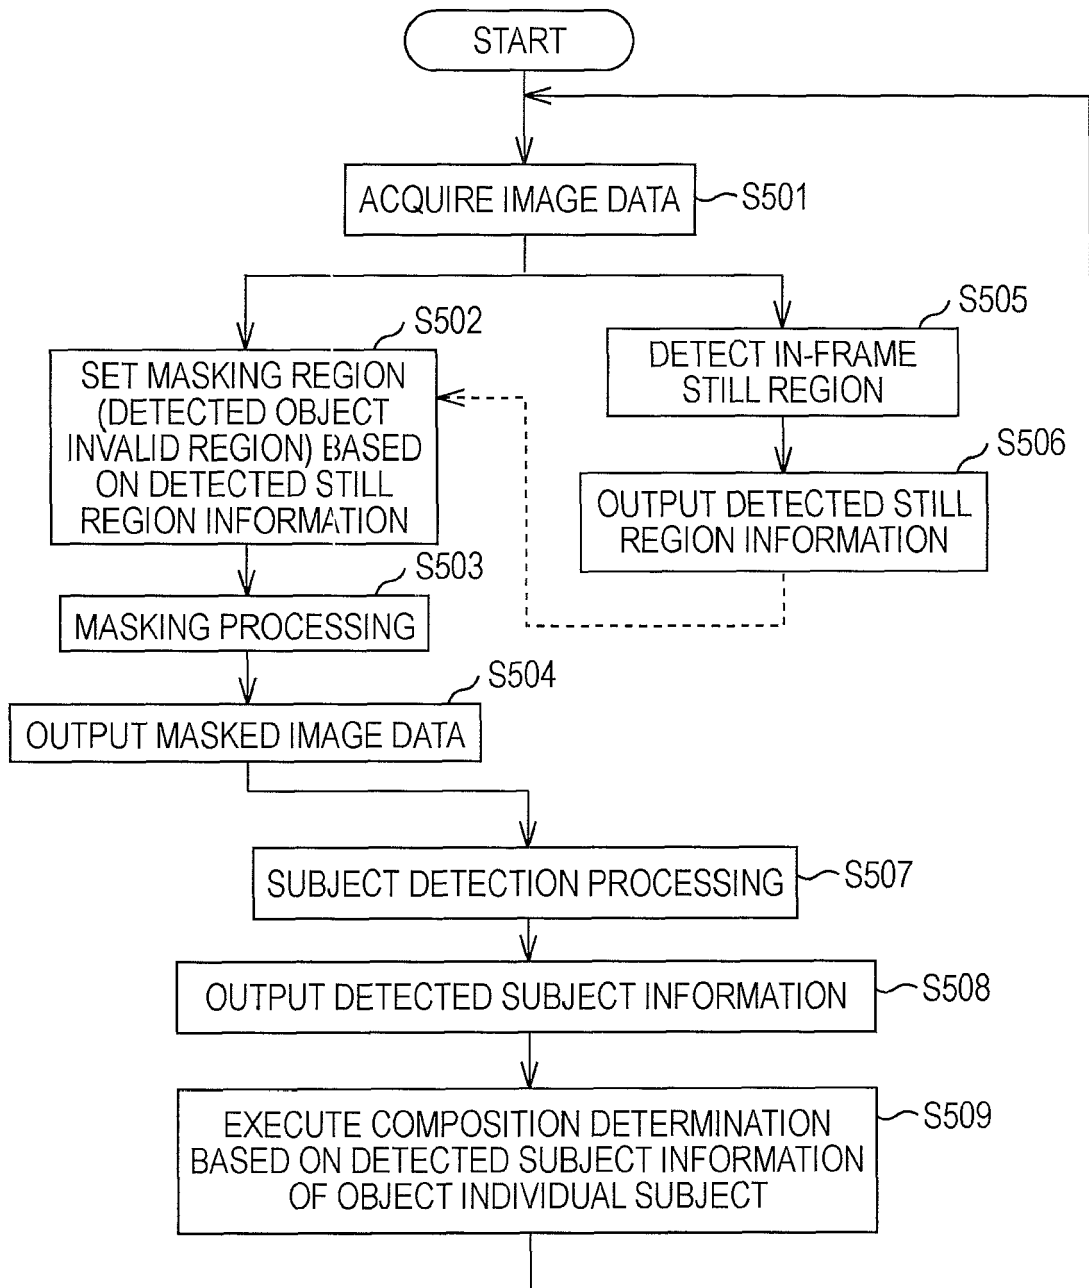 START
ACQUIRE IMAGE DATA
S501
S502
SET MASKING REGION
(DETECTED OBJECT
INVALID REGION) BASED
ON DETECTED STILL
REGION INFORMATION
S505
DETECT IN-FRAME
STILL REGION
S506
OUTPUT DETECTED STILL
REGION INFORMATION
S503
MASKING PROCESSING
S504
OUTPUT MASKED IMAGE DATA
SUBJECT DETECTION PROCESSING
S507
OUTPUT DETECTED SUBJECT INFORMATION
S508
EXECUTE COMPOSITION DETERMINATION
BASED ON DETECTED SUBJECT INFORMATION
OF OBJECT INDIVIDUAL SUBJECT
S509